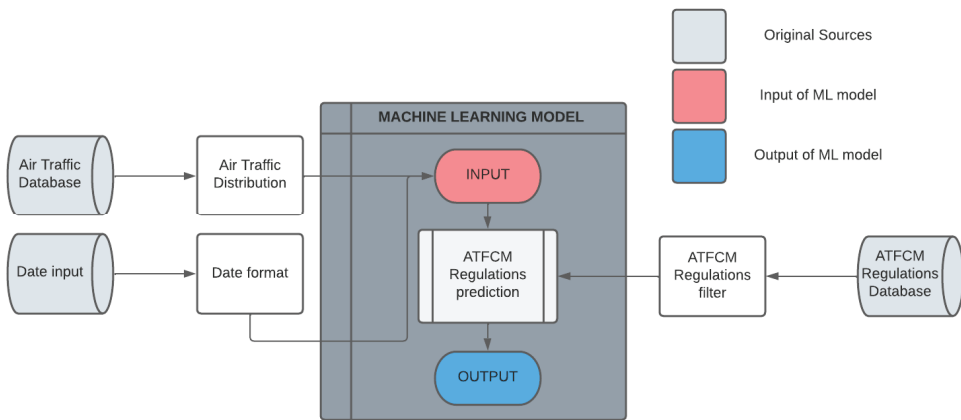 Original Sources
Input of ML model
Output of ML model
MACHINE LEARNING MODEL
Air Traffic
Database
Air Traffic
Distribution
INPUT
Date input
Date format
ATFCM
Regulations
prediction
ATFCM
Regulations
filter
ATFCM
Regulations
Database
OUTPUT